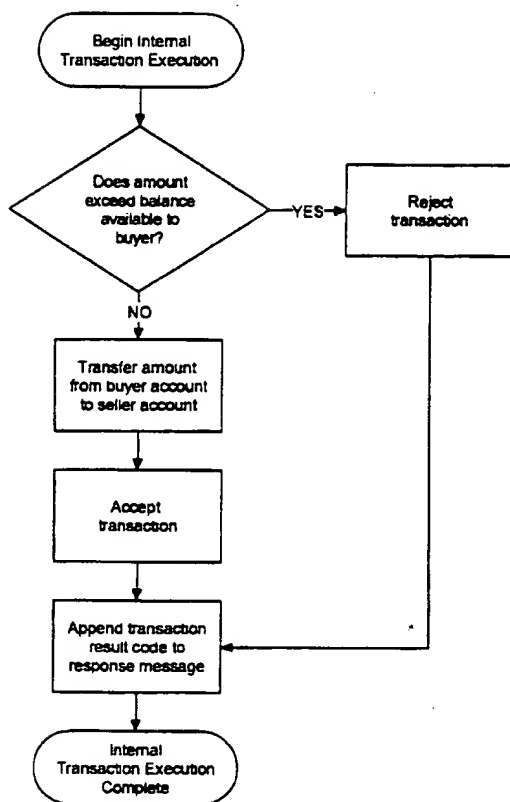 Begin Internal
Transaction Execution
Does amount
exceed balance
available to
buyer?
YES
Reject
transaction
NO
Transfer amount
from buyer account
to seller account
Accept
transaction
Append transaction
result code to
response message
Internal
Transaction Execution
Complete